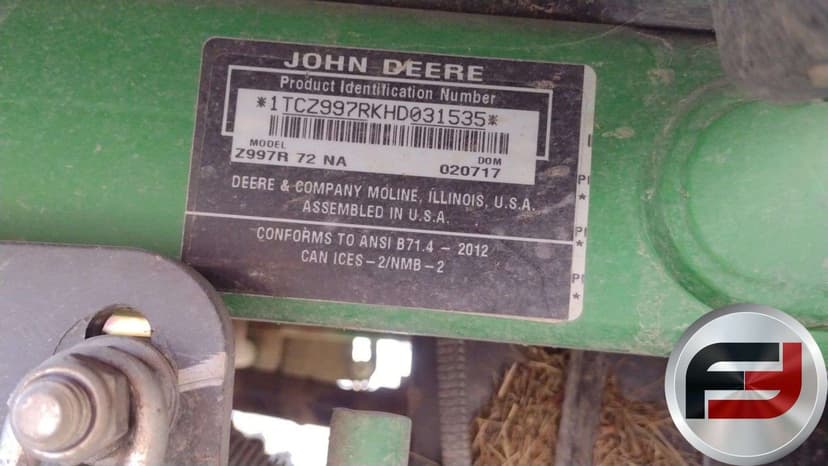 JOHN DEERE
Product Identification Number
*1TCZ997RKHD031535*
MODEL DOM
Z997R 72 NA 020717
DEERE & COMPANY MOLINE, ILLINOIS, U.S.A.
ASSEMBLED IN U.S.A.
CONFORMS TO ANSI B71.4 - 2012
CAN ICES-2/NMB-2